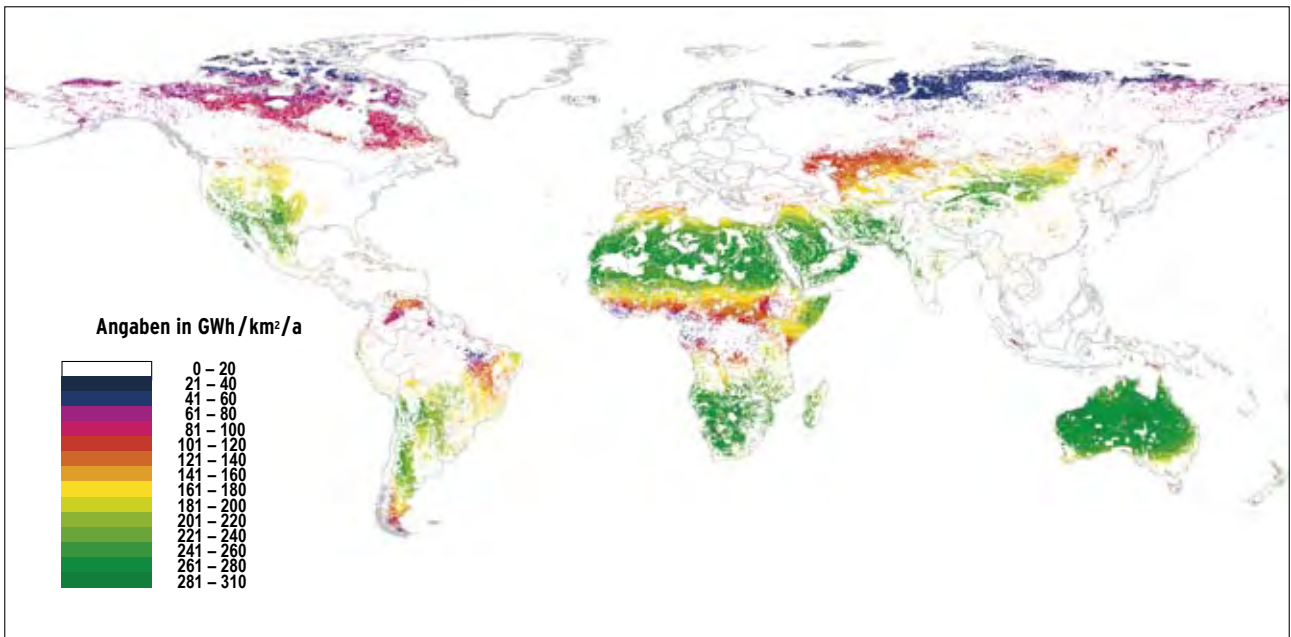 Angaben in GWh/km²/a
0 – 20
21 – 40
41 – 60
61 – 80
81 – 100
101 – 120
121 – 140
141 – 160
161 – 180
181 – 200
201 – 220
221 – 240
241 – 260
261 – 280
281 – 310